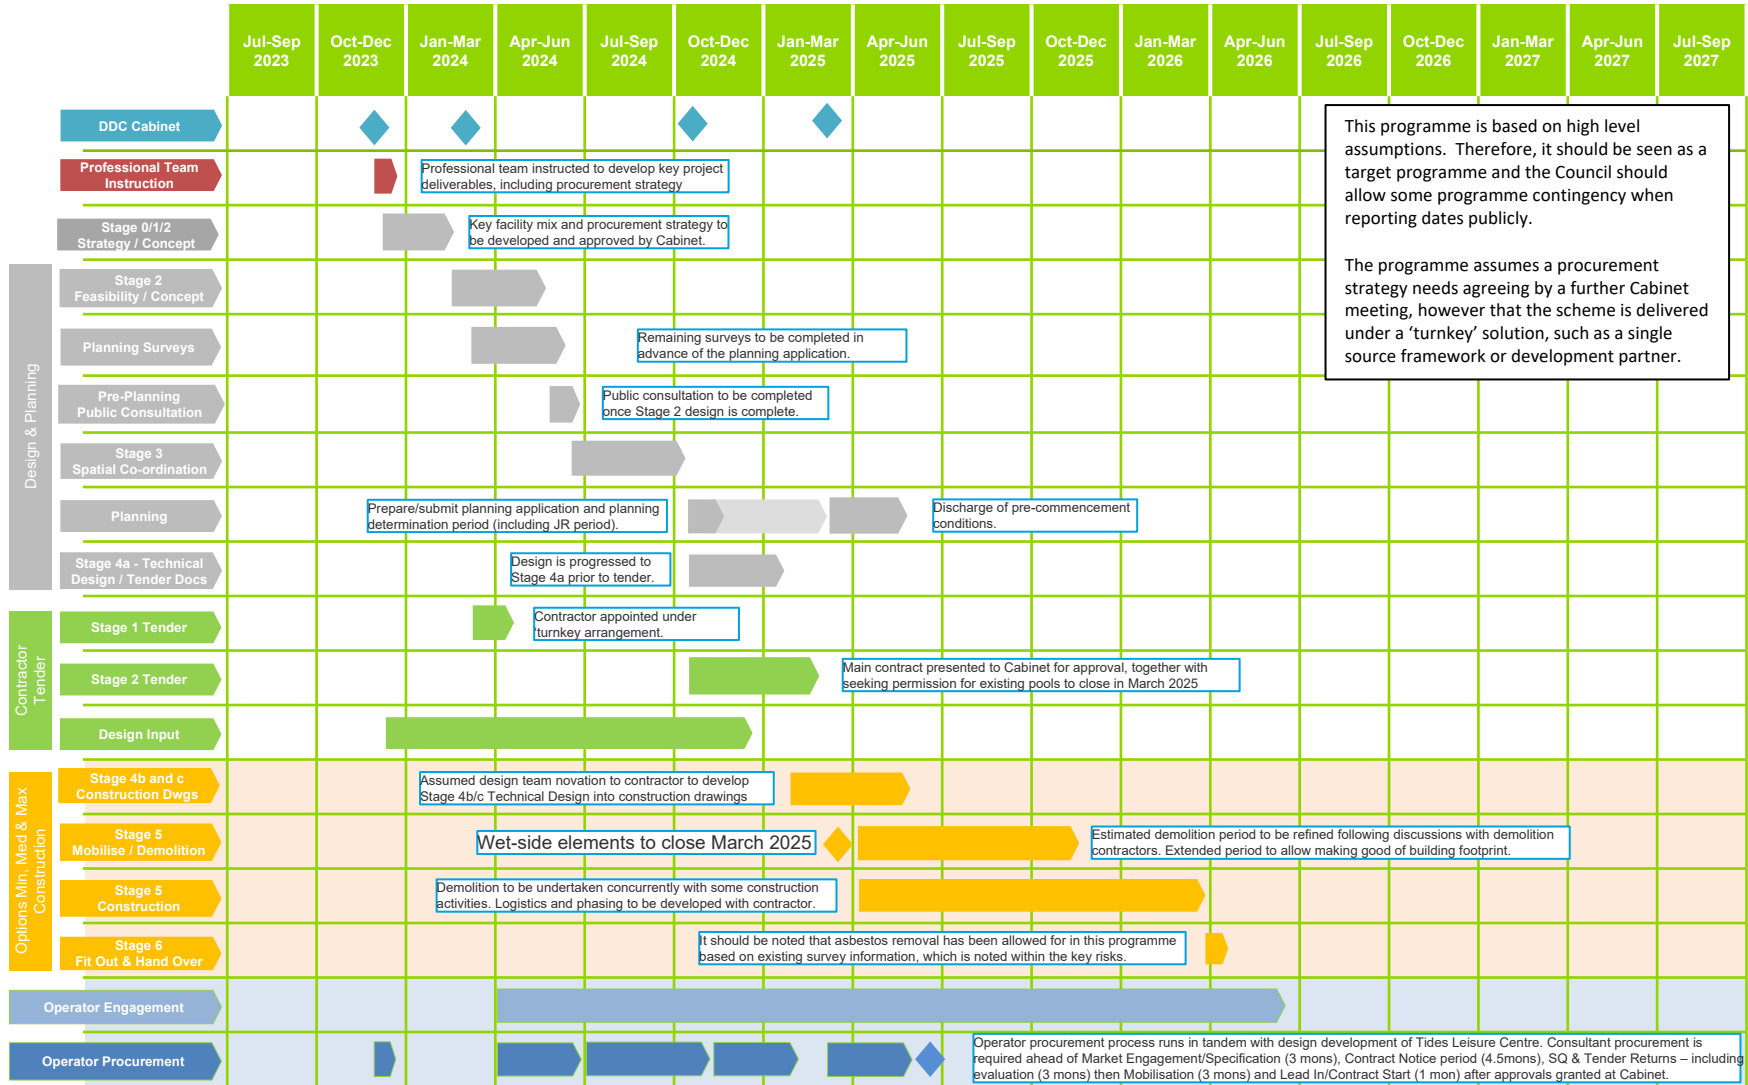 Jul-Sep
2023
Oct-Dec
2023
Jan-Mar
2024
Apr-Jun
2024
Jul-Sep
2024
Oct-Dec
2024
Jan-Mar
2025
Apr-Jun
2025
Jul-Sep
2025
Oct-Dec
2025
Jan-Mar
2026
Apr-Jun
2026
Jul-Sep
2026
Oct-Dec
2026
Jan-Mar
2027
Apr-Jun
2027
Jul-Sep
2027
This programme is based on high level
assumptions. Therefore, it should be seen as a
target programme and the Council should
allow some programme contingency when
reporting dates publicly.
The programme assumes a procurement
strategy needs agreeing by a further Cabinet
meeting, however that the scheme is delivered
under a ‘turnkey’ solution, such as a single
source framework or development partner.
DDC Cabinet
Professional Team
Instruction
Professional team instructed to develop key project
deliverables, including procurement strategy
Stage 0/1/2
Strategy / Concept
Key facility mix and procurement strategy to
be developed and approved by Cabinet.
Design & Planning
Stage 2
Feasibility / Concept
Planning Surveys
Remaining surveys to be completed in
advance of the planning application.
Pre-Planning
Public Consultation
Public consultation to be completed
once Stage 2 design is complete.
Stage 3
Spatial Co-ordination
Planning
Prepare/submit planning application and planning
determination period (including JR period).
Discharge of pre-commencement
conditions.
Stage 4a - Technical
Design / Tender Docs
Design is progressed to
Stage 4a prior to tender.
Contractor
Tender
Stage 1 Tender
Contractor appointed under
‘turnkey arrangement.
Stage 2 Tender
Main contract presented to Cabinet for approval, together with
seeking permission for existing pools to close in March 2025
Design Input
Options Min, Med & Max
Construction
Stage 4b and c
Construction Dwgs
Assumed design team novation to contractor to develop
Stage 4b/c Technical Design into construction drawings
Stage 5
Mobilise / Demolition
Wet-side elements to close March 2025
Estimated demolition period to be refined following discussions with demolition
contractors. Extended period to allow making good of building footprint.
Stage 5
Construction
Demolition to be undertaken concurrently with some construction
activities. Logistics and phasing to be developed with contractor.
Stage 6
Fit Out & Hand Over
It should be noted that asbestos removal has been allowed for in this programme
based on existing survey information, which is noted within the key risks.
Operator Engagement
Operator Procurement
Operator procurement process runs in tandem with design development of Tides Leisure Centre. Consultant procurement is
required ahead of Market Engagement/Specification (3 mons), Contract Notice period (4.5mons), SQ & Tender Returns – including
evaluation (3 mons) then Mobilisation (3 mons) and Lead In/Contract Start (1 mon) after approvals granted at Cabinet.